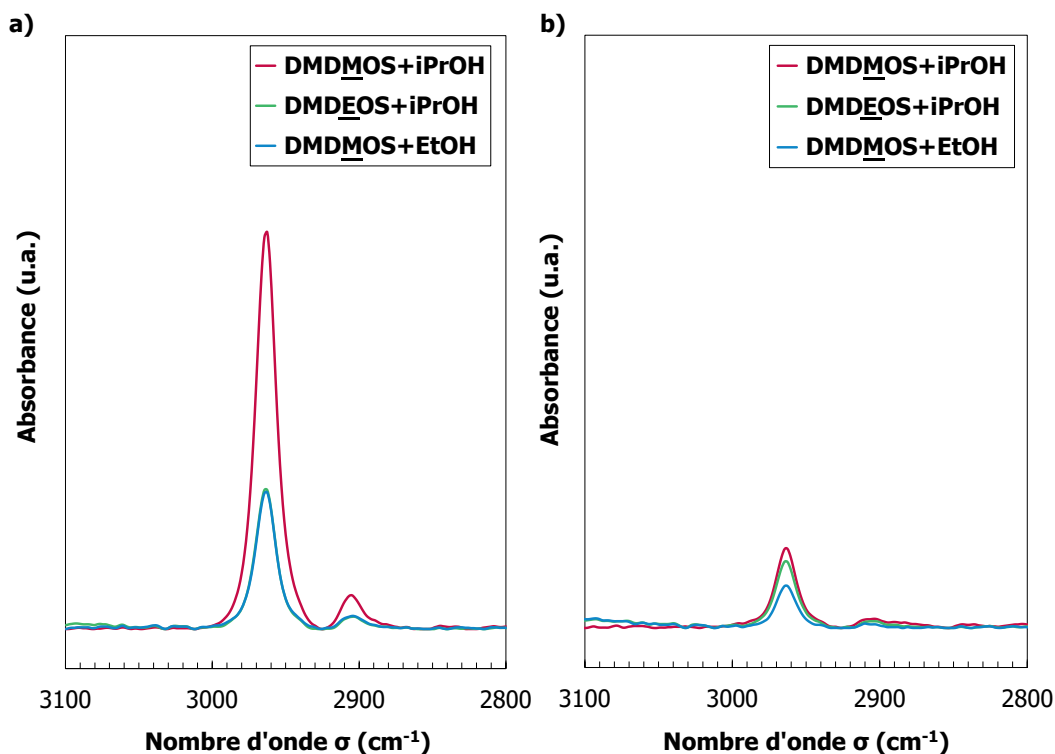 a)
DMDMOS+iPrOH
DMDEOS+iPrOH
DMDMOS+EtOH
Absorbance (u.a.)
3100
3000
2900
2800
Nombre d'onde σ (cm⁻¹)
b)
DMDMOS+iPrOH
DMDEOS+iPrOH
DMDMOS+EtOH
Absorbance (u.a.)
3100
3000
2900
2800
Nombre d'onde σ (cm⁻¹)